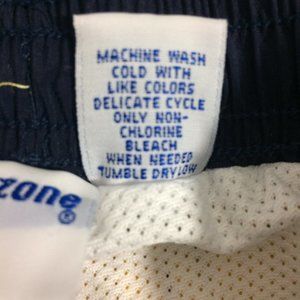 MACHINE WASH
COLD WITH
LIKE COLORS
DELICATE CYCLE
ONLY NON-
CHLORINE
BLEACH
WHEN NEEDED
TUMBLE DRY LOW
zone®